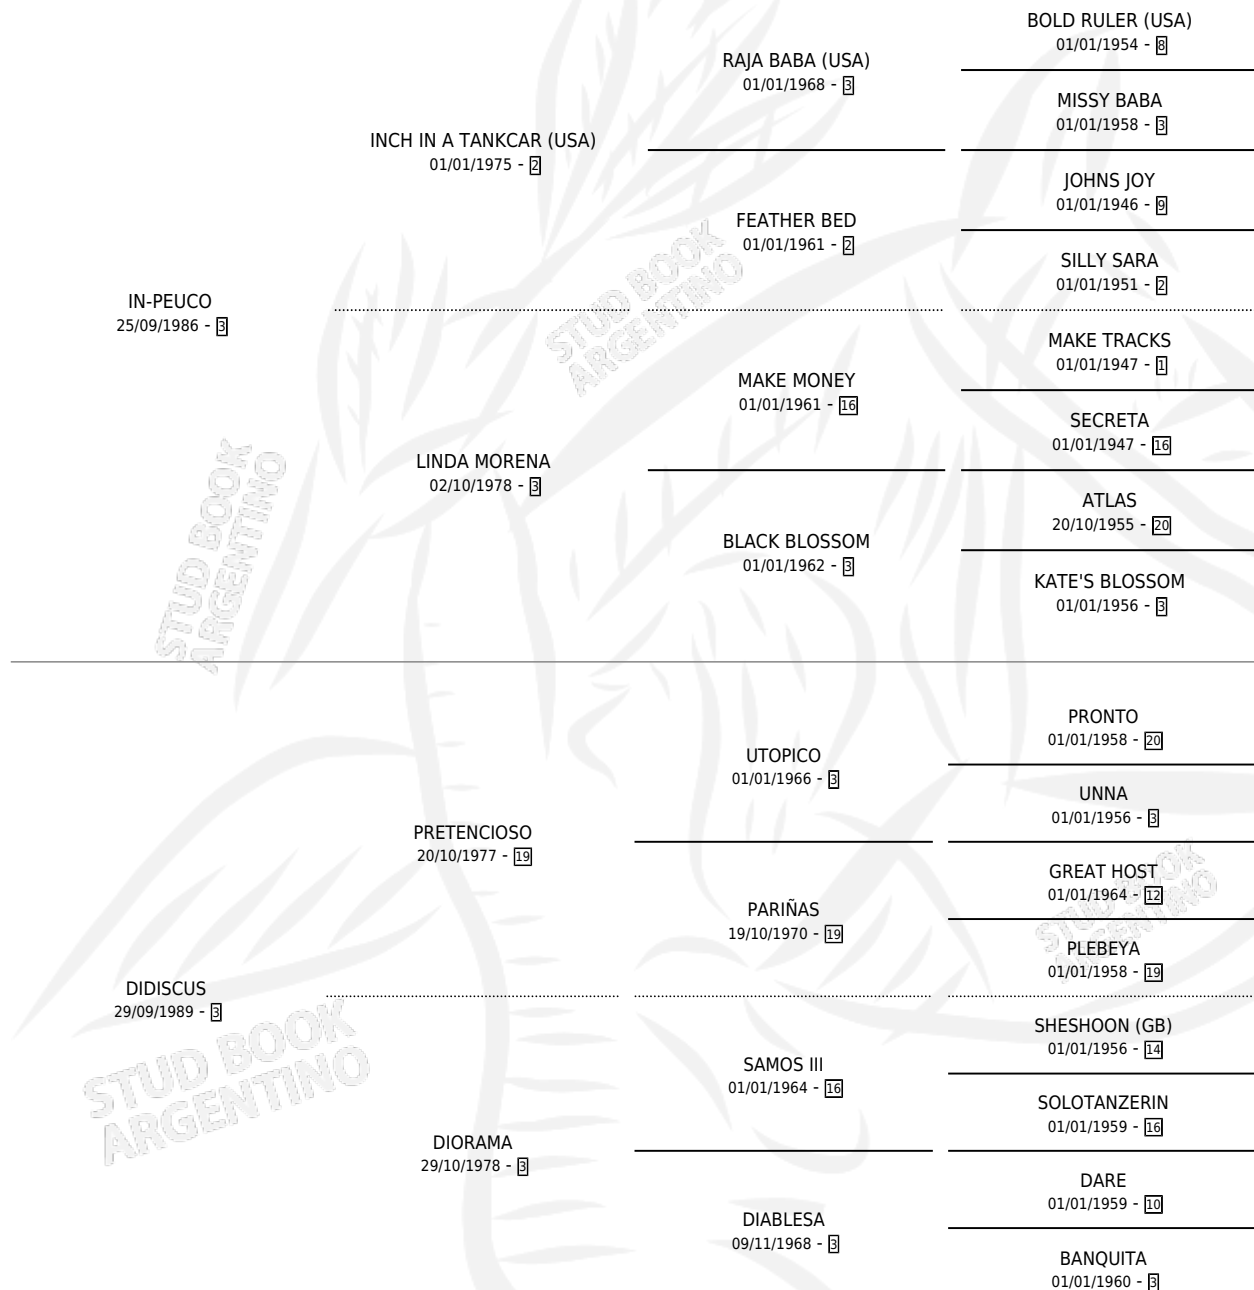 BOLD RULER (USA)
01/01/1954 - 8
RAJA BABA (USA)
01/01/1968 - 3
MISSY BABA
01/01/1958 - 3
INCH IN A TANKCAR (USA)
01/01/1975 - 2
JOHNS JOY
01/01/1946 - 9
FEATHER BED
01/01/1961 - 2
SILLY SARA
01/01/1951 - 2
IN-PEUCO
25/09/1986 - 3
MAKE TRACKS
01/01/1947 - 1
MAKE MONEY
01/01/1961 - 16
SECRETA
01/01/1947 - 16
LINDA MORENA
02/10/1978 - 3
ATLAS
20/10/1955 - 20
BLACK BLOSSOM
01/01/1962 - 3
KATE'S BLOSSOM
01/01/1956 - 3
PRONTO
01/01/1958 - 20
UTOPICO
01/01/1966 - 3
UNNA
01/01/1956 - 3
PRETENCIOSO
20/10/1977 - 19
GREAT HOST
01/01/1964 - 12
PARIÑAS
19/10/1970 - 19
PLEBEYA
01/01/1958 - 19
DIDISCUS
29/09/1989 - 3
SHESHOON (GB)
01/01/1956 - 14
SAMOS III
01/01/1964 - 16
SOLOTANZERIN
01/01/1959 - 16
DIORAMA
29/10/1978 - 3
DARE
01/01/1959 - 10
DIABLESA
09/11/1968 - 3
BANQUITA
01/01/1960 - 3
STUD BOOK
ARGENTINO
STUD BOOK
ARGENTINO
STUD BOOK
ARGENTINO
STUD BOOK
ARGENTINO